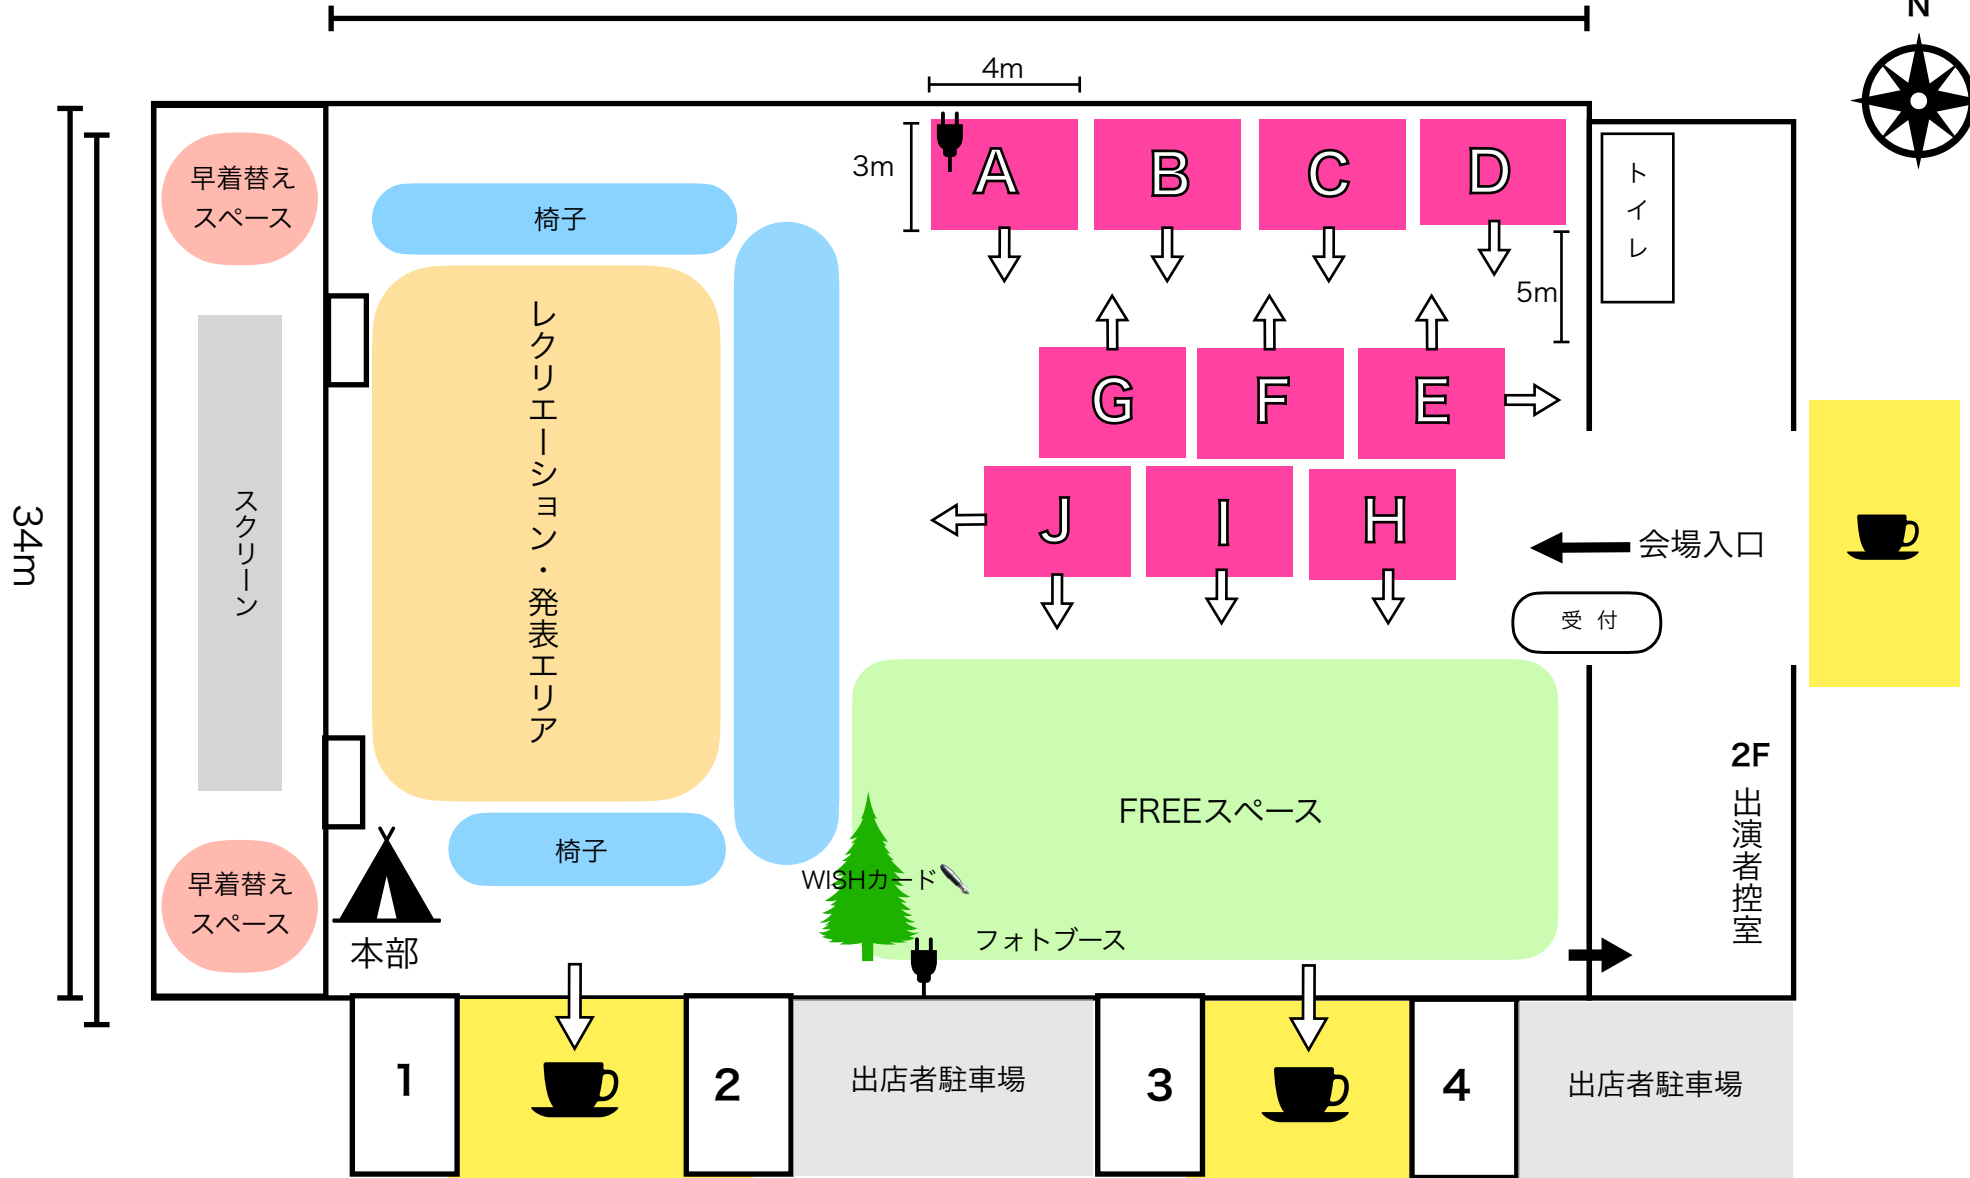 N
4m
3m
A
B
C
D
トイレ
早着替え
スペース
椅子
5m
レクリエーション・発表エリア
G
F
E
34m
スクリーン
J
I
H
会場入口
受 付
2F
出演者控室
FREEスペース
椅子
WISHカード
早着替え
スペース
本部
フォトブース
1
2
出店者駐車場
3
4
出店者駐車場